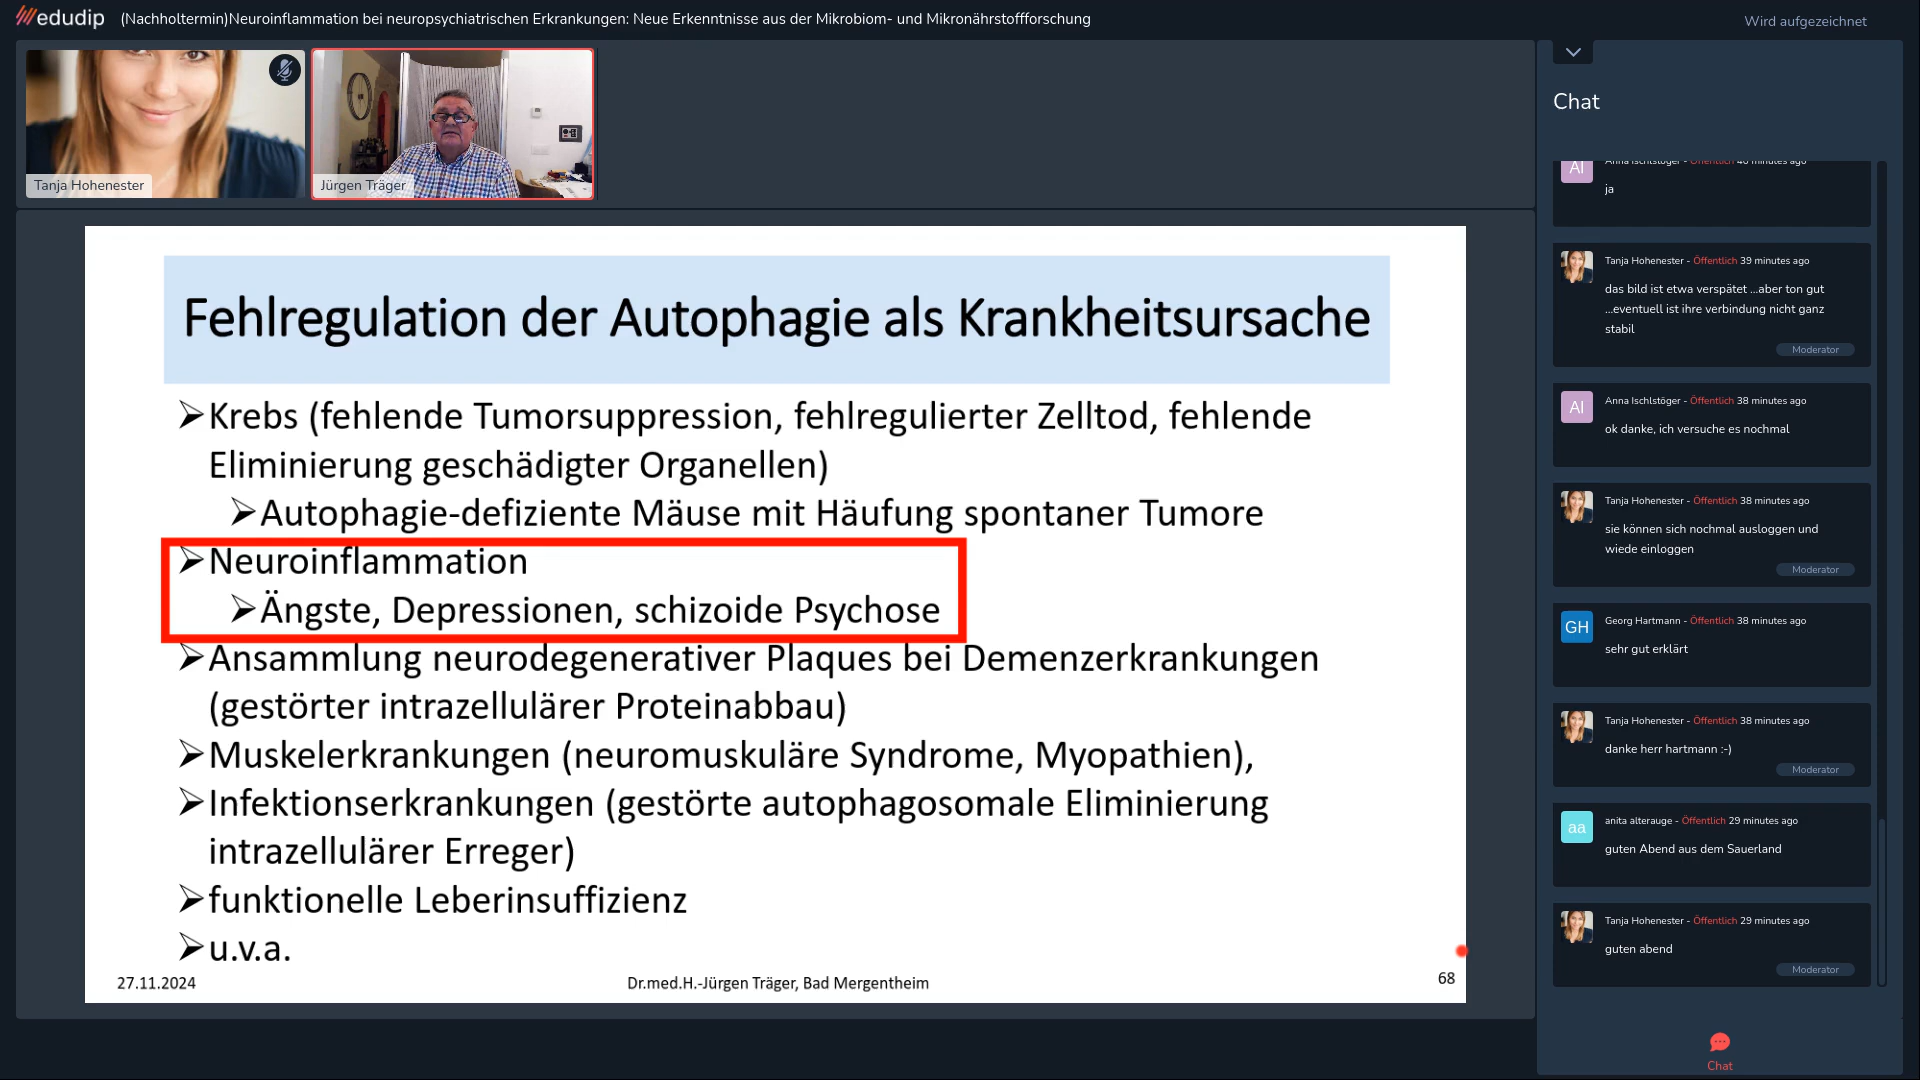 edudip
(Nachholtermin)Neuroinflammation bei neuropsychiatrischen Erkrankungen: Neue Erkenntnisse aus der Mikrobiom- und Mikronährstoffforschung
Wird aufgezeichnet
Tanja Hohenester
Jürgen Träger
Fehlregulation der Autophagie als Krankheitsursache
➢Krebs (fehlende Tumorsuppression, fehlregulierter Zelltod, fehlende
Eliminierung geschädigter Organellen)
➢Autophagie-defiziente Mäuse mit Häufung spontaner Tumore
➢Neuroinflammation
➢Ängste, Depressionen, schizoide Psychose
➢Ansammlung neurodegenerativer Plaques bei Demenzerkrankungen
(gestörter intrazellulärer Proteinabbau)
➢Muskelerkrankungen (neuromuskuläre Syndrome, Myopathien),
➢Infektionserkrankungen (gestörte autophagosomale Eliminierung
intrazellulärer Erreger)
➢funktionelle Leberinsuffizienz
➢u.v.a.
27.11.2024
Dr.med.H.-Jürgen Träger, Bad Mergentheim
68
Chat
AI
Anna Ischlstöger - Öffentlich 40 minutes ago
ja
Tanja Hohenester - Öffentlich 39 minutes ago
das bild ist etwa verspätet ...aber ton gut
...eventuell ist ihre verbindung nicht ganz
stabil
Moderator
AI
Anna Ischlstöger - Öffentlich 38 minutes ago
ok danke, ich versuche es nochmal
Tanja Hohenester - Öffentlich 38 minutes ago
sie können sich nochmal ausloggen und
wiede einloggen
Moderator
GH
Georg Hartmann - Öffentlich 38 minutes ago
sehr gut erklärt
Tanja Hohenester - Öffentlich 38 minutes ago
danke herr hartmann :-)
Moderator
aa
anita alterauge - Öffentlich 29 minutes ago
guten Abend aus dem Sauerland
Tanja Hohenester - Öffentlich 29 minutes ago
guten abend
Moderator
Chat